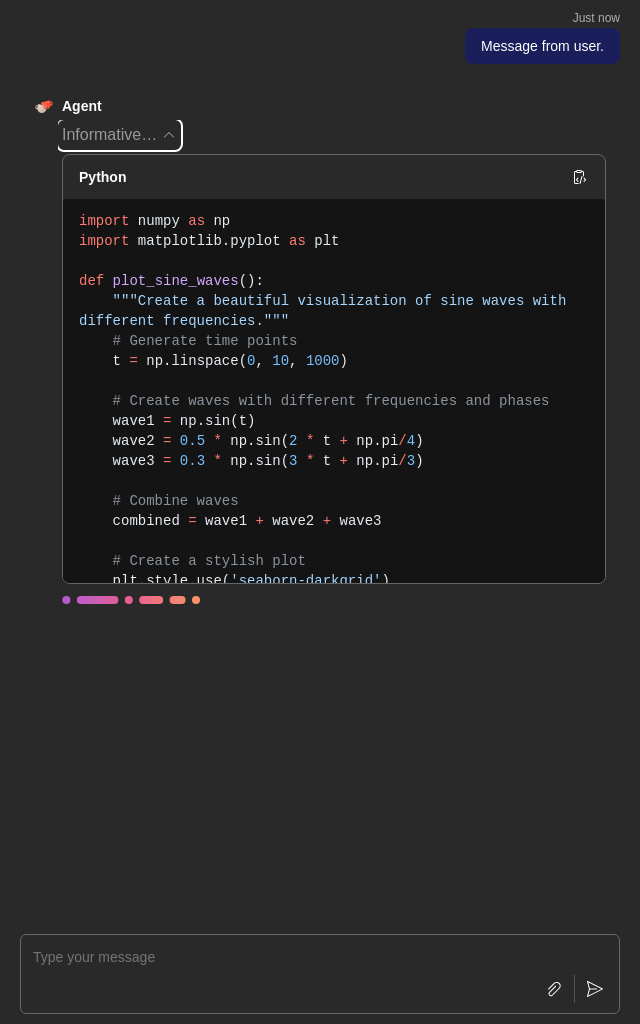 Just now
Message from user.
Agent
Informative…
Python
import numpy as np
import matplotlib.pyplot as plt
def plot_sine_waves():
    """Create a beautiful visualization of sine waves with
different frequencies."""
    # Generate time points
    t = np.linspace(0, 10, 1000)
    # Create waves with different frequencies and phases
    wave1 = np.sin(t)
    wave2 = 0.5 * np.sin(2 * t + np.pi/4)
    wave3 = 0.3 * np.sin(3 * t + np.pi/3)
    # Combine waves
    combined = wave1 + wave2 + wave3
    # Create a stylish plot
    plt.style.use('seaborn-darkgrid')
Type your message